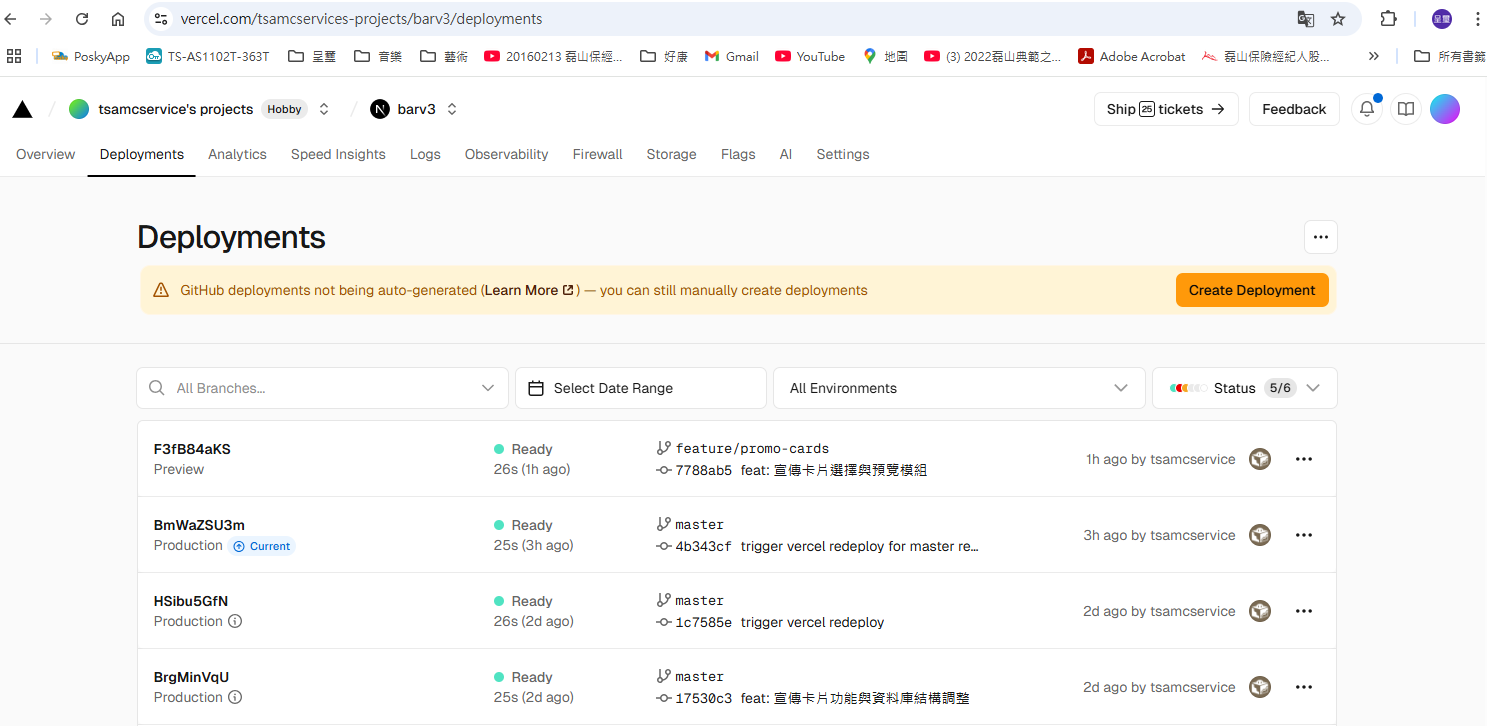 vercel.com/tsamcservices-projects/barv3/deployments 呈璽
PoskyApp TS-AS1102T-363T 呈璽 音樂 藝術 20160213 磊山保經... 好康 Gmail YouTube 地圖 (3) 2022磊山典範之... Adobe Acrobat 磊山保險經紀人股... » 所有書籤
tsamcservice's projects Hobby N barv3 Ship 25 tickets → Feedback
Overview Deployments Analytics Speed Insights Logs Observability Firewall Storage Flags AI Settings
Deployments
GitHub deployments not being auto-generated (Learn More) — you can still manually create deployments Create Deployment
All Branches... Select Date Range All Environments Status 5/6
F3fB84aKS Ready feature/promo-cards
Preview 26s (1h ago) 7788ab5 feat: 宣傳卡片選擇與預覽模組 1h ago by tsamcservice
BmWaZSU3m Ready master
Production Current 25s (3h ago) 4b343cf trigger vercel redeploy for master re... 3h ago by tsamcservice
HSibu5GfN Ready master
Production 26s (2d ago) 1c7585e trigger vercel redeploy 2d ago by tsamcservice
BrgMinVqU Ready master
Production 25s (2d ago) 17530c3 feat: 宣傳卡片功能與資料庫結構調整 2d ago by tsamcservice